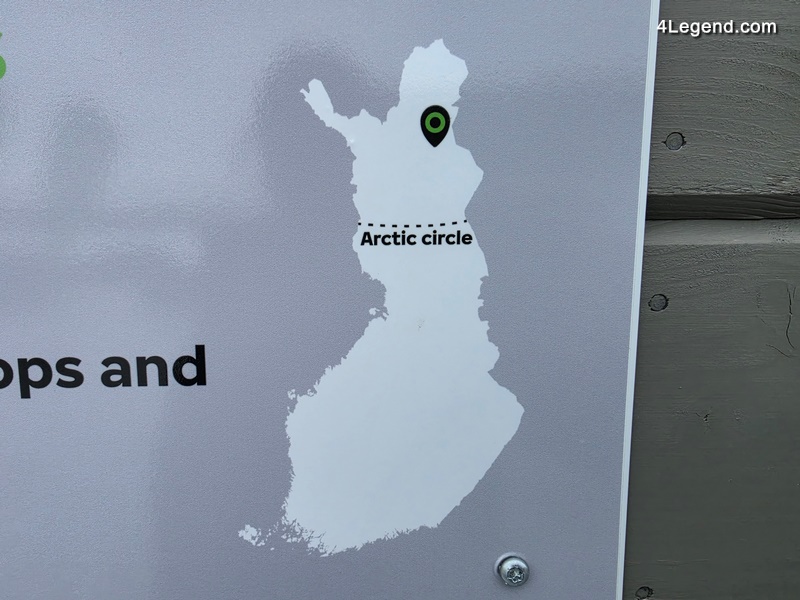 4Legend.com
Arctic circle
ops and